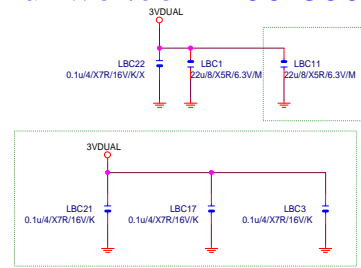 3VDUAL
LBC22
0.1u/4/X7R/16V/K/X
LBC1
22u/8/X5R/6.3V/M
LBC11
22u/8/X5R/6.3V/M
3VDUAL
LBC21
0.1u/4/X7R/16V/K
LBC17
0.1u/4/X7R/16V/K
LBC3
0.1u/4/X7R/16V/K